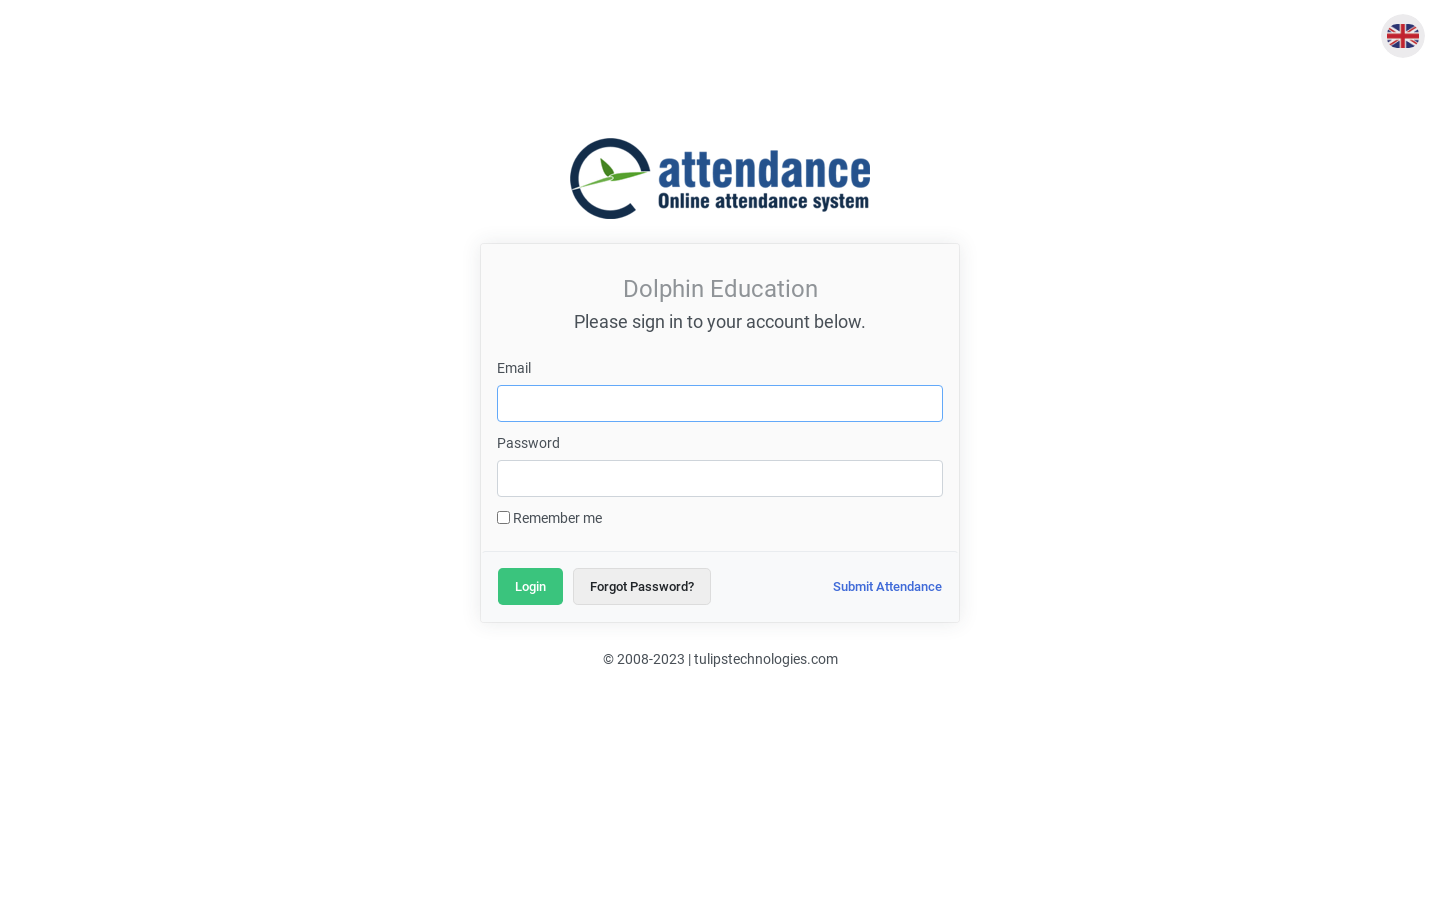 attendance
Online attendance system
Dolphin Education
Please sign in to your account below.
Email
Password
Remember me
Login
Forgot Password?
Submit Attendance
© 2008-2023 | tulipstechnologies.com